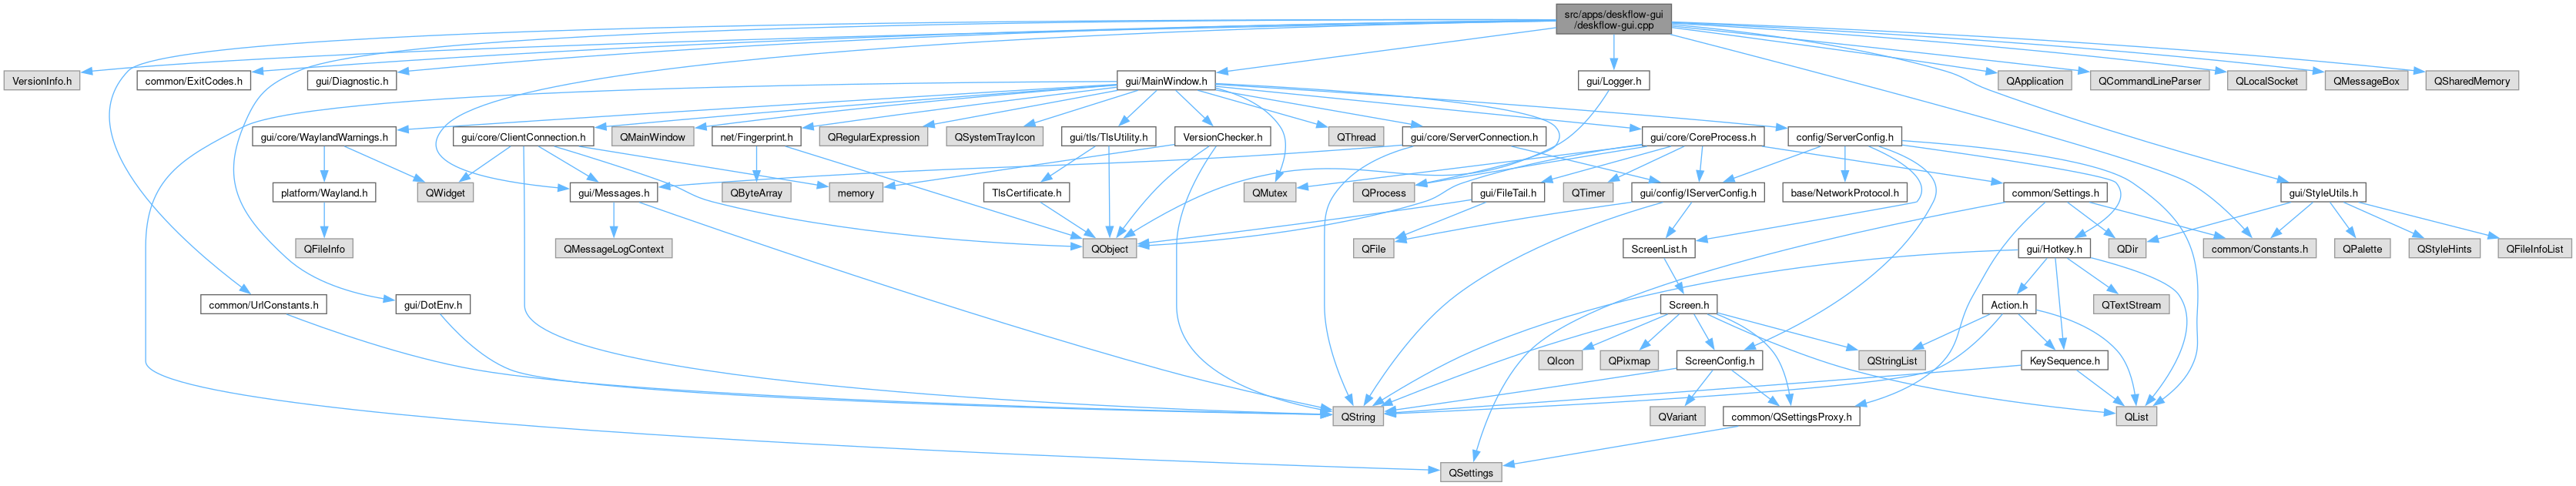 src/apps/deskflow-gui
/deskflow-gui.cpp
VersionInfo.h
common/ExitCodes.h
gui/Diagnostic.h
gui/MainWindow.h
gui/Logger.h
QApplication
QCommandLineParser
QLocalSocket
QMessageBox
QSharedMemory
gui/core/WaylandWarnings.h
gui/core/ClientConnection.h
QMainWindow
net/Fingerprint.h
QRegularExpression
QSystemTrayIcon
gui/tls/TlsUtility.h
VersionChecker.h
QThread
gui/core/ServerConnection.h
gui/core/CoreProcess.h
config/ServerConfig.h
platform/Wayland.h
QWidget
gui/Messages.h
QByteArray
memory
TlsCertificate.h
QMutex
QProcess
gui/FileTail.h
QTimer
gui/config/IServerConfig.h
base/NetworkProtocol.h
common/Settings.h
gui/StyleUtils.h
QFileInfo
QMessageLogContext
QObject
QFile
ScreenList.h
gui/Hotkey.h
QDir
common/Constants.h
QPalette
QStyleHints
QFileInfoList
common/UrlConstants.h
gui/DotEnv.h
Screen.h
Action.h
QTextStream
QIcon
QPixmap
ScreenConfig.h
QStringList
KeySequence.h
QString
QVariant
common/QSettingsProxy.h
QList
QSettings